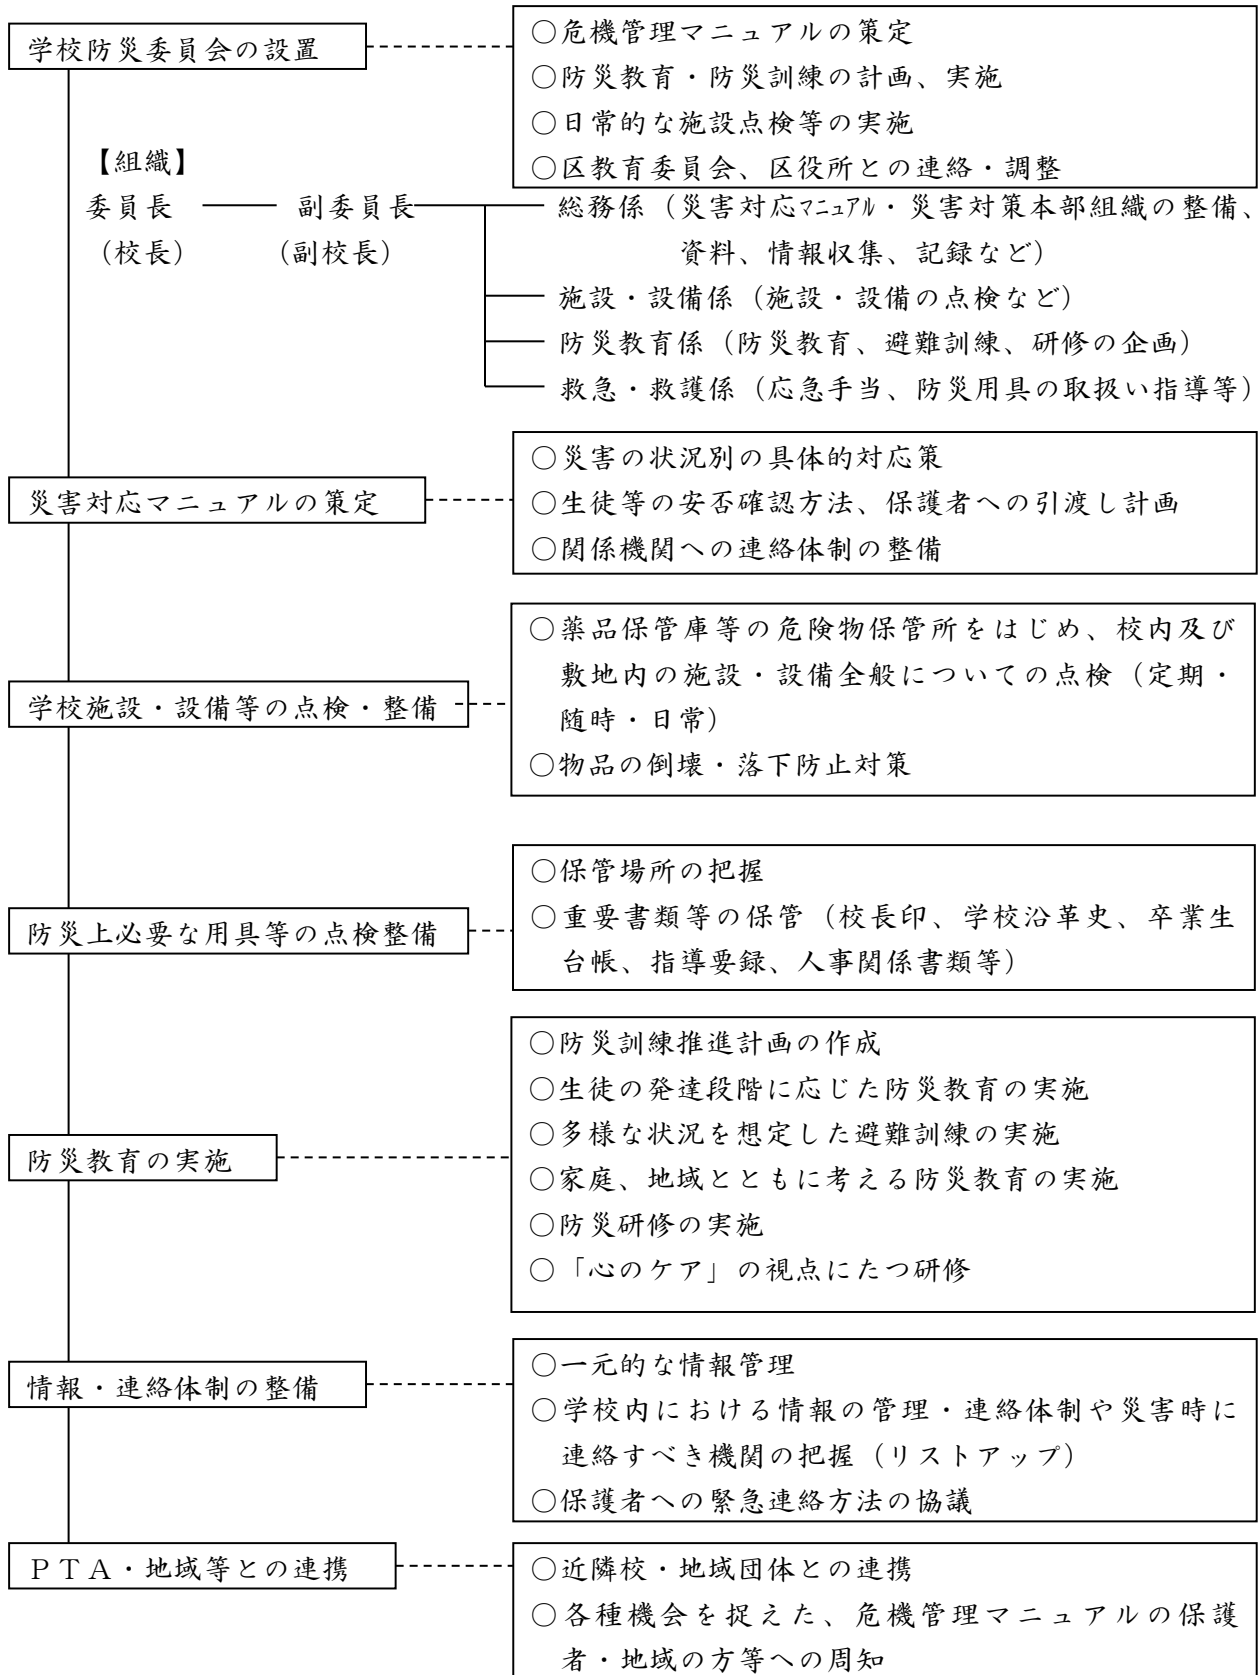 学校防災委員会の設置
○危機管理マニュアルの策定
○防災教育・防災訓練の計画、実施
○日常的な施設点検等の実施
○区教育委員会、区役所との連絡・調整
【組織】
委員長 副委員長 総務係（災害対応ﾏﾆｭｱﾙ・災害対策本部組織の整備、
（校長） （副校長） 資料、情報収集、記録など）
施設・設備係（施設・設備の点検など）
防災教育係（防災教育、避難訓練、研修の企画）
救急・救護係（応急手当、防災用具の取扱い指導等）
災害対応マニュアルの策定
○災害の状況別の具体的対応策
○生徒等の安否確認方法、保護者への引渡し計画
○関係機関への連絡体制の整備
学校施設・設備等の点検・整備
○薬品保管庫等の危険物保管所をはじめ、校内及び
敷地内の施設・設備全般についての点検（定期・
随時・日常）
○物品の倒壊・落下防止対策
防災上必要な用具等の点検整備
○保管場所の把握
○重要書類等の保管（校長印、学校沿革史、卒業生
台帳、指導要録、人事関係書類等）
防災教育の実施
○防災訓練推進計画の作成
○生徒の発達段階に応じた防災教育の実施
○多様な状況を想定した避難訓練の実施
○家庭、地域とともに考える防災教育の実施
○防災研修の実施
○「心のケア」の視点にたつ研修
情報・連絡体制の整備
○一元的な情報管理
○学校内における情報の管理・連絡体制や災害時に
連絡すべき機関の把握（リストアップ）
○保護者への緊急連絡方法の協議
ＰＴＡ・地域等との連携
○近隣校・地域団体との連携
○各種機会を捉えた、危機管理マニュアルの保護
者・地域の方等への周知